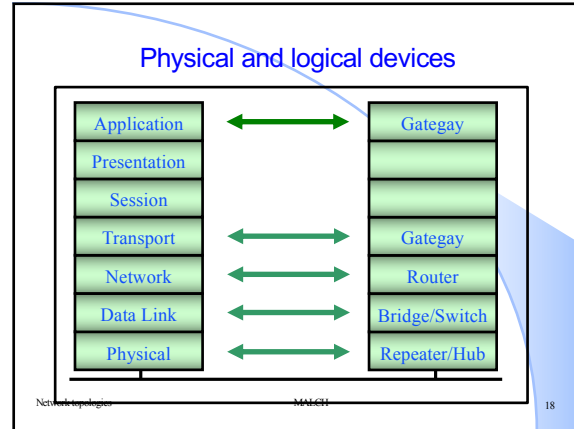 Physical and logical devices
Application Gategay
Presentation
Session
Transport Gategay
Network Router
Data Link Bridge/Switch
Physical Repeater/Hub
Network topologies MALCH 18